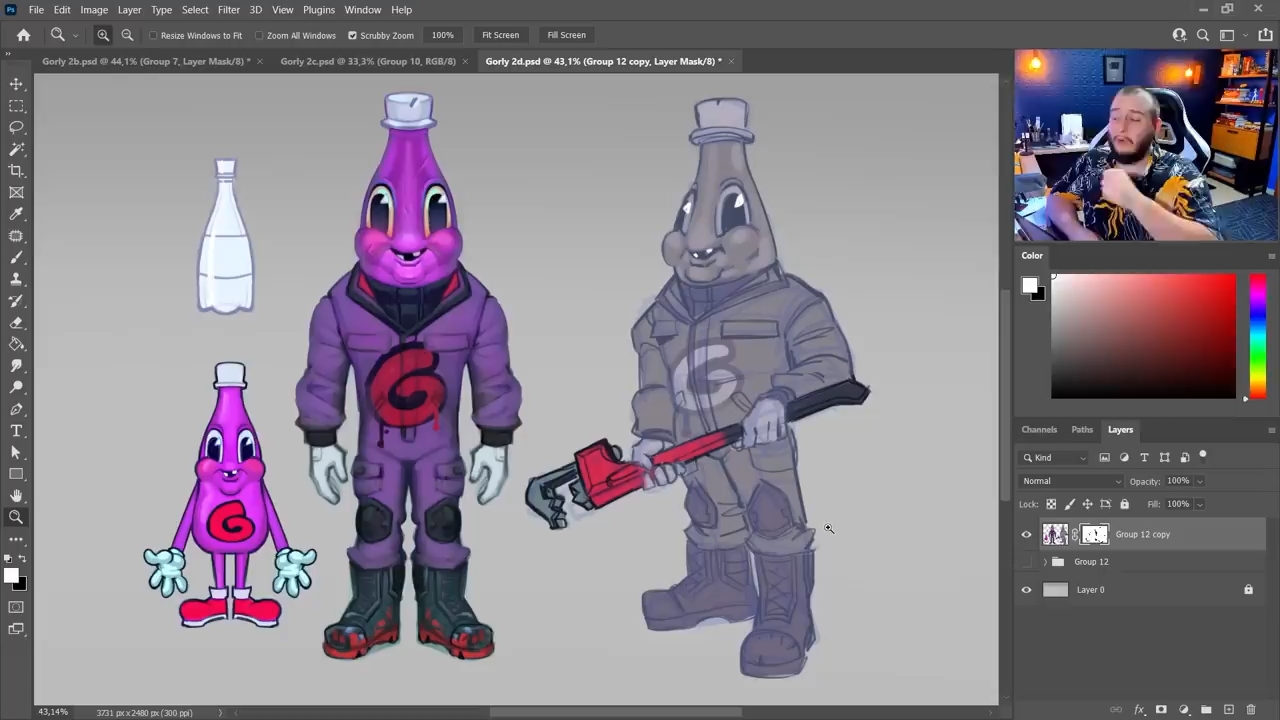 Ps File Edit Image Layer Type Select Filter 3D View Plugins Window Help
Resize Windows to Fit Zoom All Windows Scrubby Zoom 100% Fit Screen Fill Screen
Gorly 2b.psd @ 44,1% (Group 7, Layer Mask/8) * × Gorly 2c.psd @ 33,3% (Group 10, RGB/8) × Gorly 2d.psd @ 43,1% (Group 12 copy, Layer Mask/8) * ×
G
G
G
Color
Channels Paths Layers
Kind
Normal Opacity: 100%
Lock: Fill: 100%
Group 12 copy
Group 12
Layer 0
43,14% 3731 px x 2480 px (300 ppi)
fx